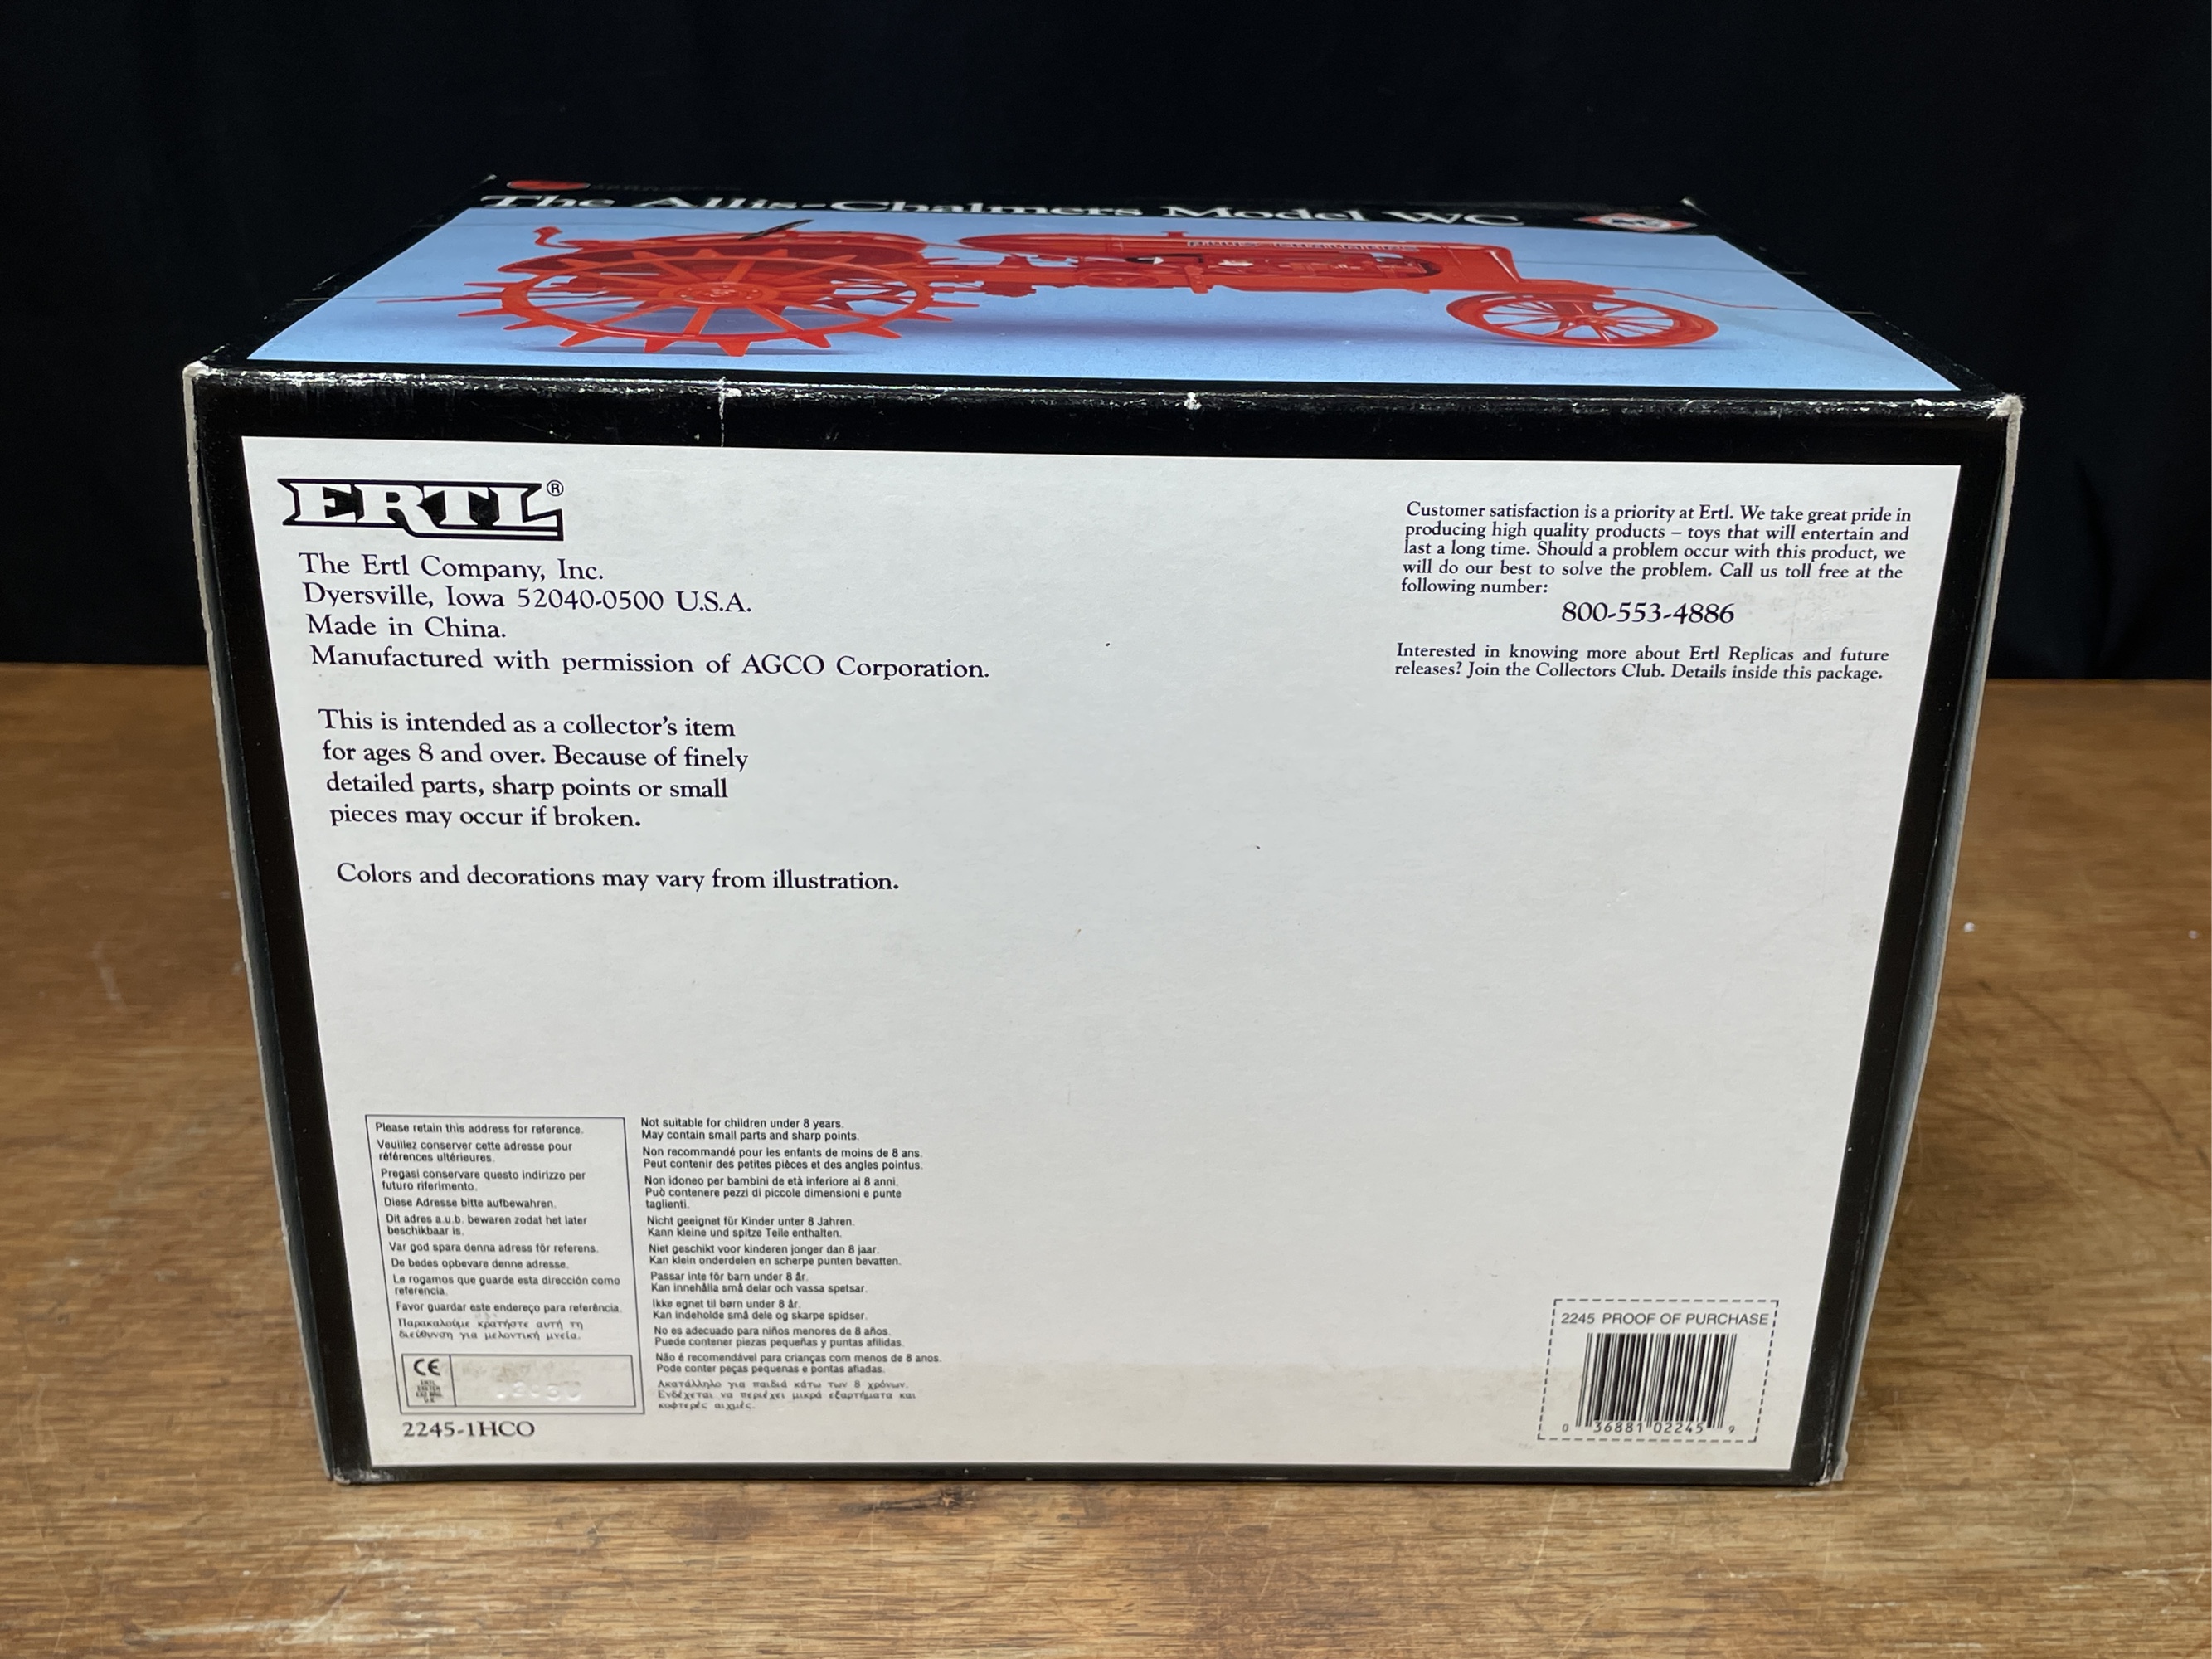 The Allis-Chalmers Model WC
ERTL®
The Ertl Company, Inc.
Dyersville, Iowa 52040-0500 U.S.A.
Made in China.
Manufactured with permission of AGCO Corporation.
This is intended as a collector's item
for ages 8 and over. Because of finely
detailed parts, sharp points or small
pieces may occur if broken.
Colors and decorations may vary from illustration.
Customer satisfaction is a priority at Ertl. We take great pride in
producing high quality products – toys that will entertain and
last a long time. Should a problem occur with this product, we
will do our best to solve the problem. Call us toll free at the
following number:
800-553-4886
Interested in knowing more about Ertl Replicas and future
releases? Join the Collectors Club. Details inside this package.
Please retain this address for reference.
Veuillez conserver cette adresse pour
références ultérieures.
Pregasi conservare questo indirizzo per
futuro riferimento.
Diese Adresse bitte aufbewahren.
Dit adres a.u.b. bewaren zodat het later
beschikbaar is.
Var god spara denna adress för referens.
De bedes opbevare denne adresse.
Le rogamos que guarde esta dirección como
referencia.
Favor guardar este endereço para referência.
Παρακαλούμε κρατήστε αυτή τη
διεύθυνση για μελοντική μνεία.
CE
2245-1HCO
Not suitable for children under 8 years.
May contain small parts and sharp points.
Non recommandé pour les enfants de moins de 8 ans.
Peut contenir des petites pièces et des angles pointus.
Non idoneo per bambini de età inferiore ai 8 anni.
Può contenere pezzi di piccole dimensioni e punte
taglienti.
Nicht geeignet für Kinder unter 8 Jahren.
Kann kleine und spitze Teile enthalten.
Niet geschikt voor kinderen jonger dan 8 jaar.
Kan klein onderdelen en scherpe punten bevatten.
Passar inte för barn under 8 år.
Kan innehålla små delar och vassa spetsar.
Ikke egnet til børn under 8 år.
Kan indeholde små dele og skarpe spidser.
No es adecuado para niños menores de 8 años.
Puede contener piezas pequeñas y puntas afilidas.
Não é recomendável para crianças com menos de 8 anos.
Pode conter peças pequenas e pontas afiadas.
Ακατάλληλο για παιδιά κάτω των 8 χρόνων.
Ενδέχεται να περιέχει μικρά εξαρτήματα και
κοφτερές αιχμές.
2245 PROOF OF PURCHASE
0 36881 02245 9